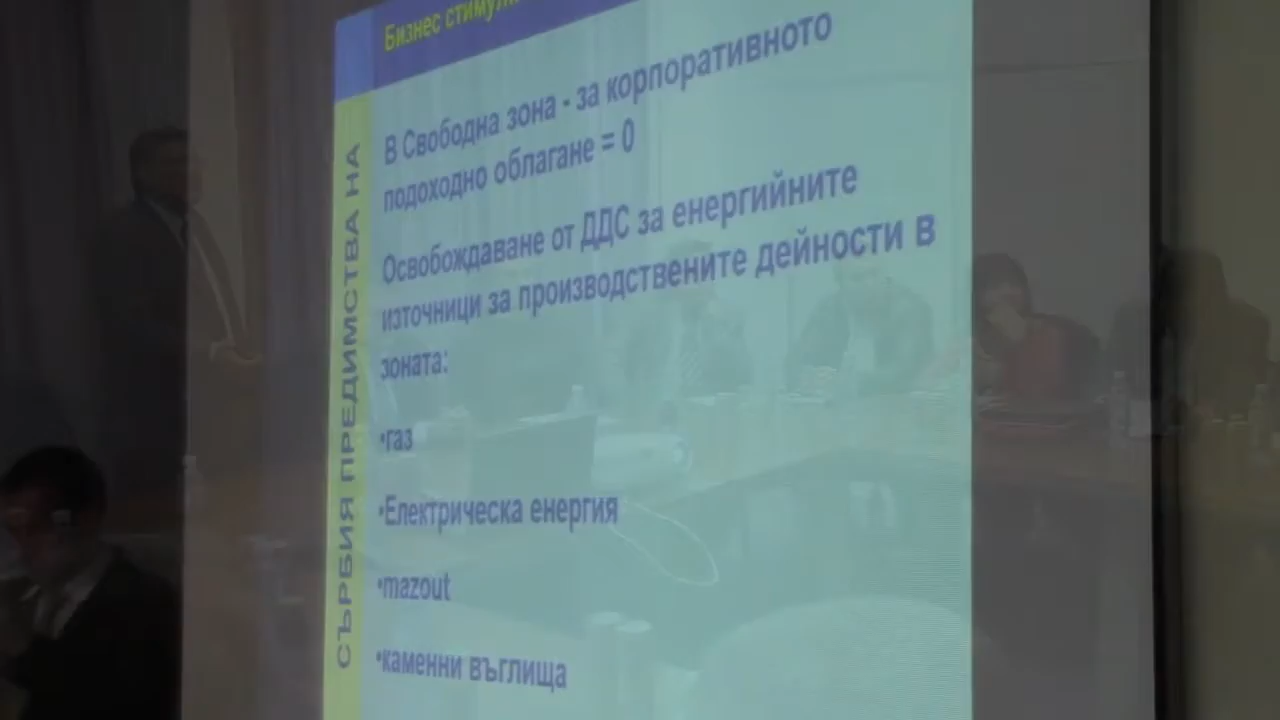 Бизнес
В Свободна зона - за корпоративното
подоходно облагане = 0
Освобождаване от ДДС за енергийните
източници за производствените дейности в
зоната:
•газ
•Електрическа енергия
•mazout
•каменни въглища
СЪРБИЯ ПРЕДИМСТВА НА